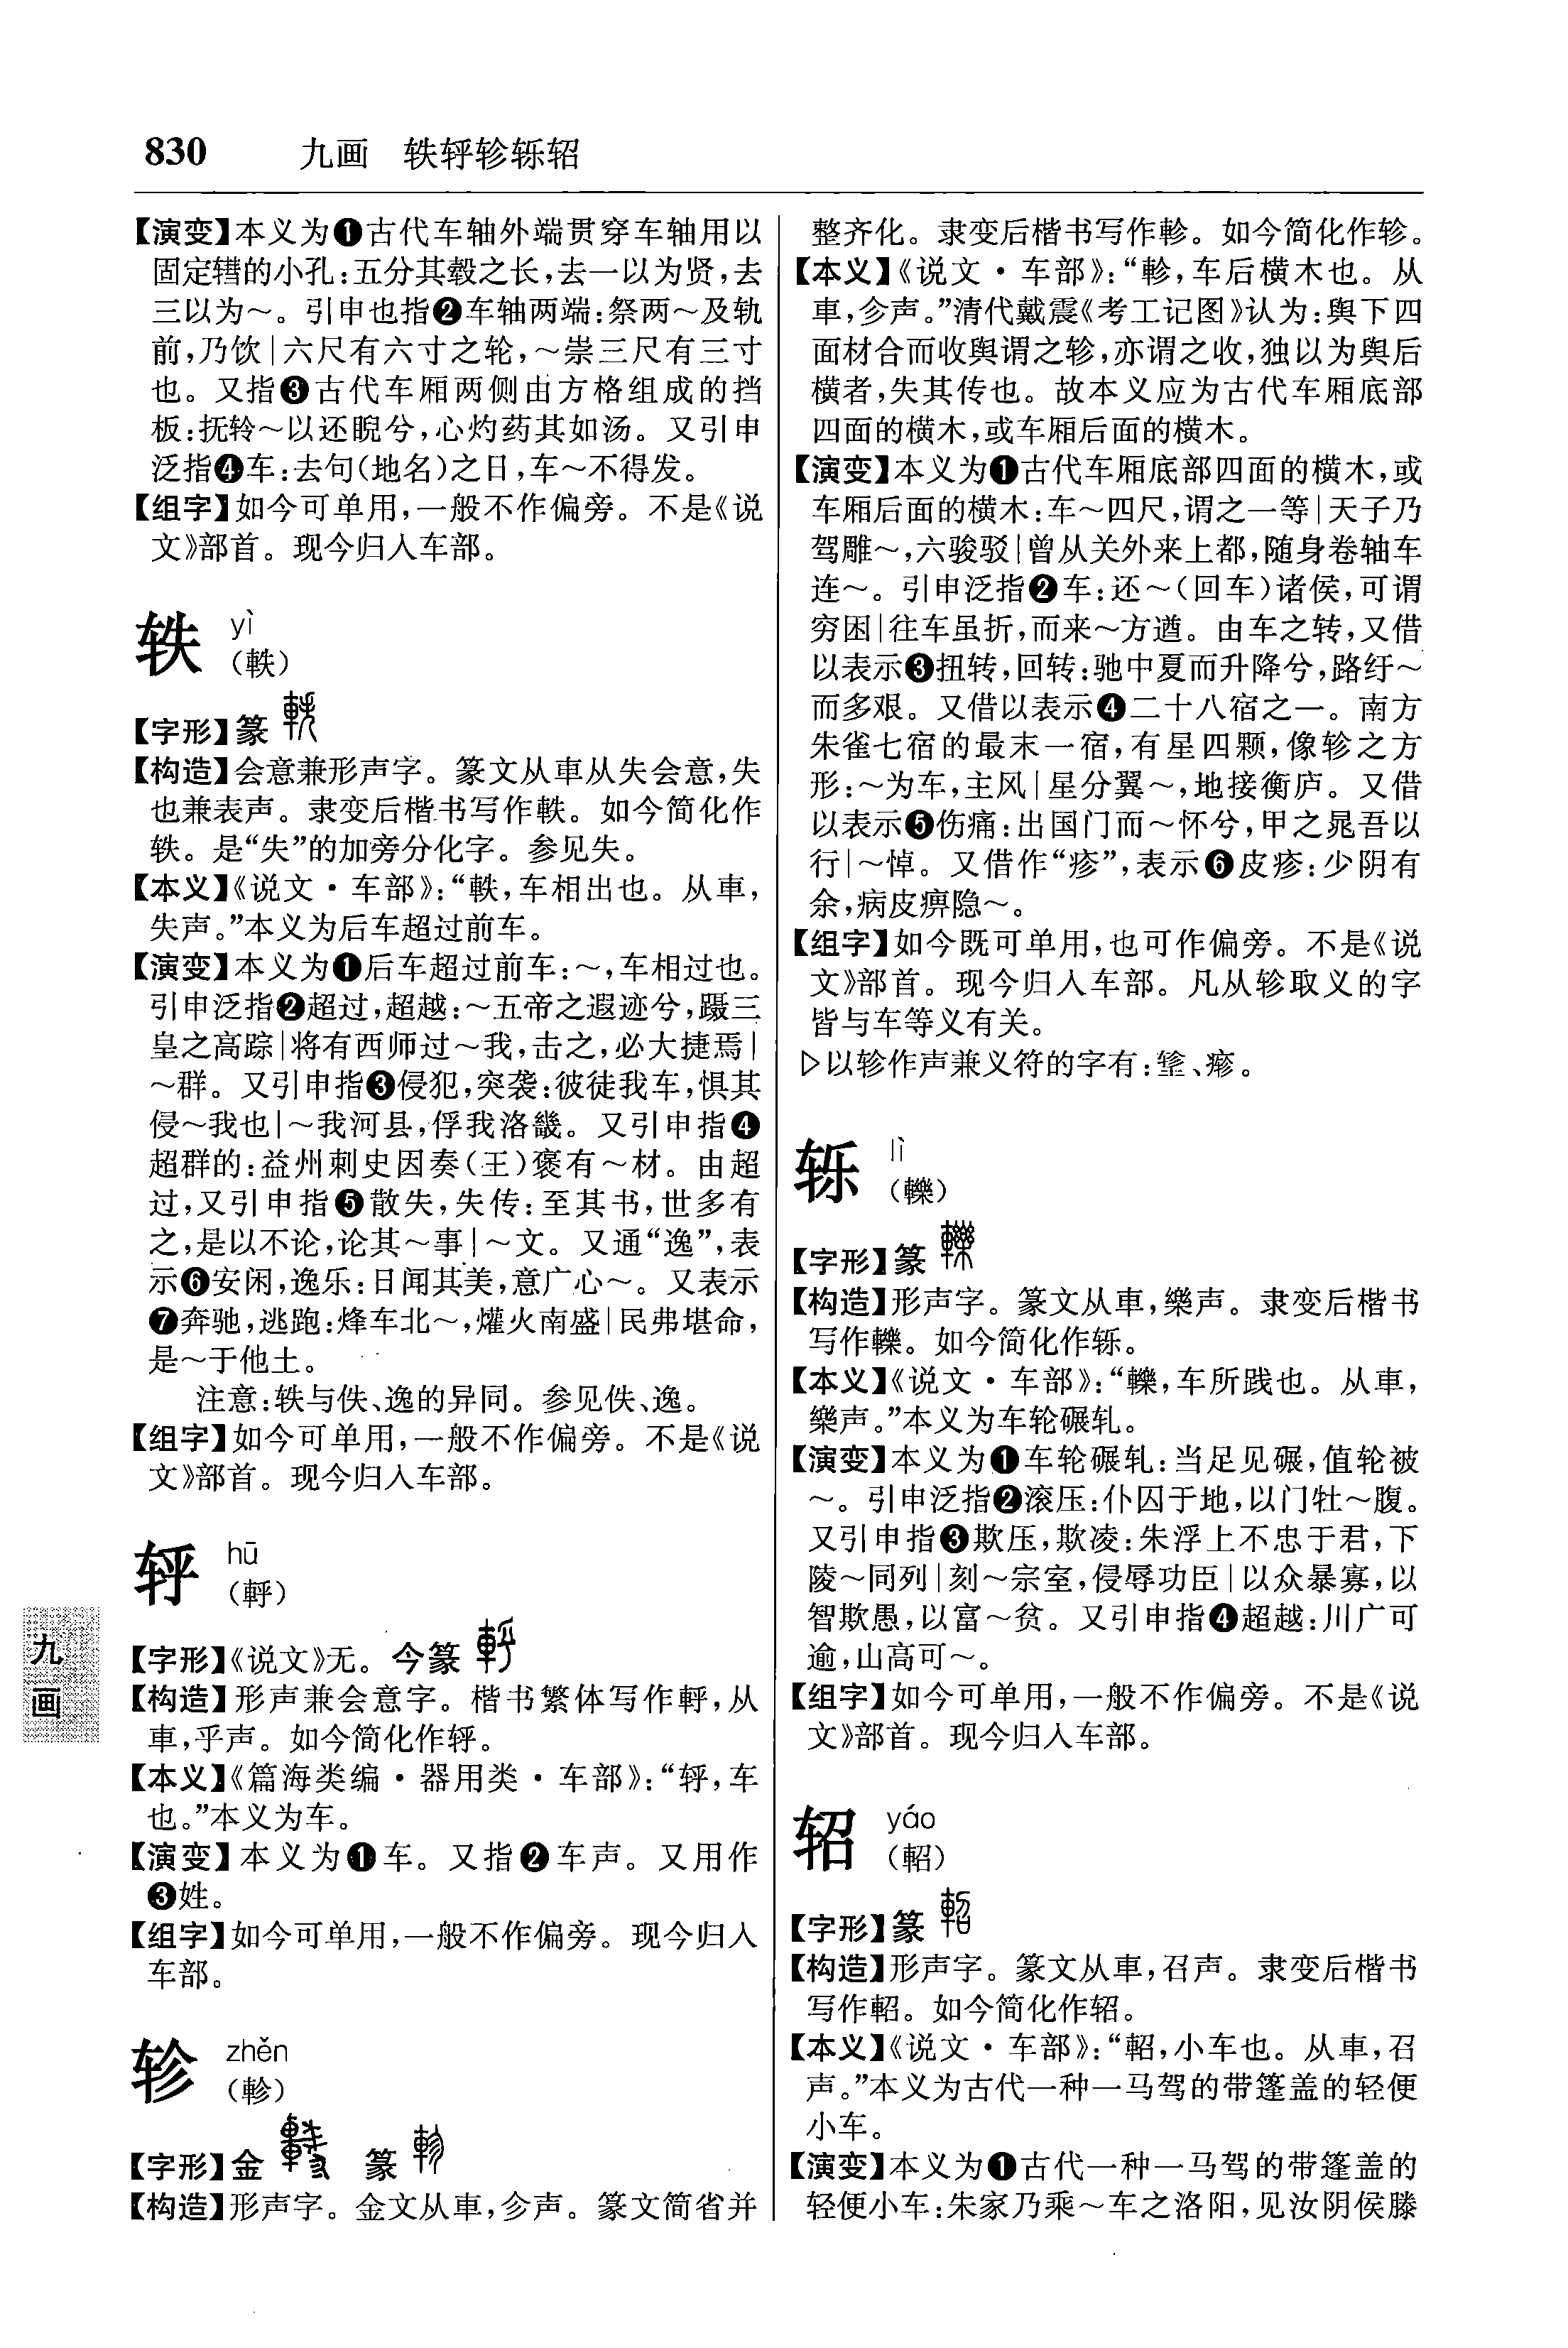 830 九画 轶轷轸轹轺
【演变】本义为❶古代车轴外端贯穿车轴用以
固定辖的小孔:五分其毂之长,去一以为贤,去
三以为～。引申也指❷车轴两端:祭两～及轨
前,乃饮|六尺有六寸之轮,～崇三尺有三寸
也。又指❸古代车厢两侧由方格组成的挡
板:抚轸～以还睨兮,心灼药其如汤。又引申
泛指❹车:去句(地名)之日,车～不得发。
【组字】如今可单用,一般不作偏旁。不是《说
文》部首。现今归入车部。
轶 yì
(軼)
【字形】篆
【构造】会意兼形声字。篆文从車从失会意,失
也兼表声。隶变后楷书写作軼。如今简化作
轶。是“失”的加旁分化字。参见失。
【本义】《说文·车部》:“軼,车相出也。从車,
失声。”本义为后车超过前车。
【演变】本义为❶后车超过前车:～,车相过也。
引申泛指❷超过,超越:～五帝之遐迹兮,蹑三
皇之高踪|将有西师过～我,击之,必大捷焉|
～群。又引申指❸侵犯,突袭:彼徒我车,惧其
侵～我也|～我河县,俘我洛畿。又引申指❹
超群的:益州刺史因奏(王)褒有～材。由超
过,又引申指❺散失,失传:至其书,世多有
之,是以不论,论其～事|～文。又通“逸”,表
示❻安闲,逸乐:日闻其美,意广心～。又表示
❼奔驰,逃跑:烽车北～,爟火南盛|民弗堪命,
是～于他土。
注意:轶与佚、逸的异同。参见佚、逸。
【组字】如今可单用,一般不作偏旁。不是《说
文》部首。现今归入车部。
轷 hū
(軤)
【字形】《说文》无。今篆
【构造】形声兼会意字。楷书繁体写作軤,从
車,乎声。如今简化作轷。
【本义】《篇海类编·器用类·车部》:“轷,车
也。”本义为车。
【演变】本义为❶车。又指❷车声。又用作
❸姓。
【组字】如今可单用,一般不作偏旁。现今归入
车部。
轸 zhěn
(軫)
【字形】金 篆
【构造】形声字。金文从車,㐱声。篆文简省并
九画
整齐化。隶变后楷书写作軫。如今简化作轸。
【本义】《说文·车部》:“軫,车后横木也。从
車,㐱声。”清代戴震《考工记图》认为:舆下四
面材合而收舆谓之轸,亦谓之收,独以为舆后
横者,失其传也。故本义应为古代车厢底部
四面的横木,或车厢后面的横木。
【演变】本义为❶古代车厢底部四面的横木,或
车厢后面的横木:车～四尺,谓之一等|天子乃
驾雕～,六骏驳|曾从关外来上都,随身卷轴车
连～。引申泛指❷车:还～(回车)诸侯,可谓
穷困|往车虽折,而来～方遒。由车之转,又借
以表示❸扭转,回转:驰中夏而升降兮,路纡～
而多艰。又借以表示❹二十八宿之一。南方
朱雀七宿的最末一宿,有星四颗,像轸之方
形:～为车,主风|星分翼～,地接衡庐。又借
以表示❺伤痛:出国门而～怀兮,甲之晁吾以
行|～悼。又借作“疹”,表示❻皮疹:少阴有
余,病皮痹隐～。
【组字】如今既可单用,也可作偏旁。不是《说
文》部首。现今归入车部。凡从轸取义的字
皆与车等义有关。
▷以轸作声兼义符的字有:
轹 lì
(轢)
【字形】篆
【构造】形声字。篆文从車,樂声。隶变后楷书
写作轢。如今简化作轹。
【本义】《说文·车部》:“轢,车所践也。从車,
樂声。”本义为车轮碾轧。
【演变】本义为❶车轮碾轧:当足见碾,值轮被
～。引申泛指❷滚压:仆囚于地,以门牡～腹。
又引申指❸欺压,欺凌:朱浮上不忠于君,下
陵～同列|刻～宗室,侵辱功臣|以众暴寡,以
智欺愚,以富～贫。又引申指❹超越:川广可
逾,山高可～。
【组字】如今可单用,一般不作偏旁。不是《说
文》部首。现今归入车部。
轺 yáo
(軺)
【字形】篆
【构造】形声字。篆文从車,召声。隶变后楷书
写作軺。如今简化作轺。
【本义】《说文·车部》:“軺,小车也。从車,召
声。”本义为古代一种一马驾的带篷盖的轻便
小车。
【演变】本义为❶古代一种一马驾的带篷盖的
轻便小车:朱家乃乘～车之洛阳,见汝阴侯滕